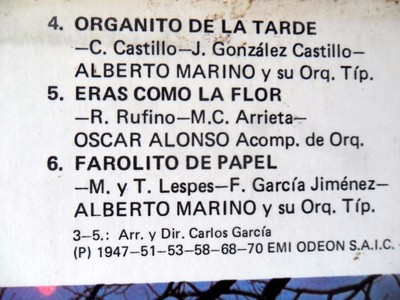 4. ORGANITO DE LA TARDE
—C. Castillo—J. González Castillo—
ALBERTO MARINO y su Orq. Típ.
5. ERAS COMO LA FLOR
—R. Rufino—M.C. Arrieta—
OSCAR ALONSO Acomp. de Orq.
6. FAROLITO DE PAPEL
—M. y T. Lespes—F. García Jiménez—
ALBERTO MARINO y su Orq. Típ.
3—5.: Arr. y Dir. Carlos García
(P) 1947—51—53—58—68—70 EMI ODEON S.A.I.C.